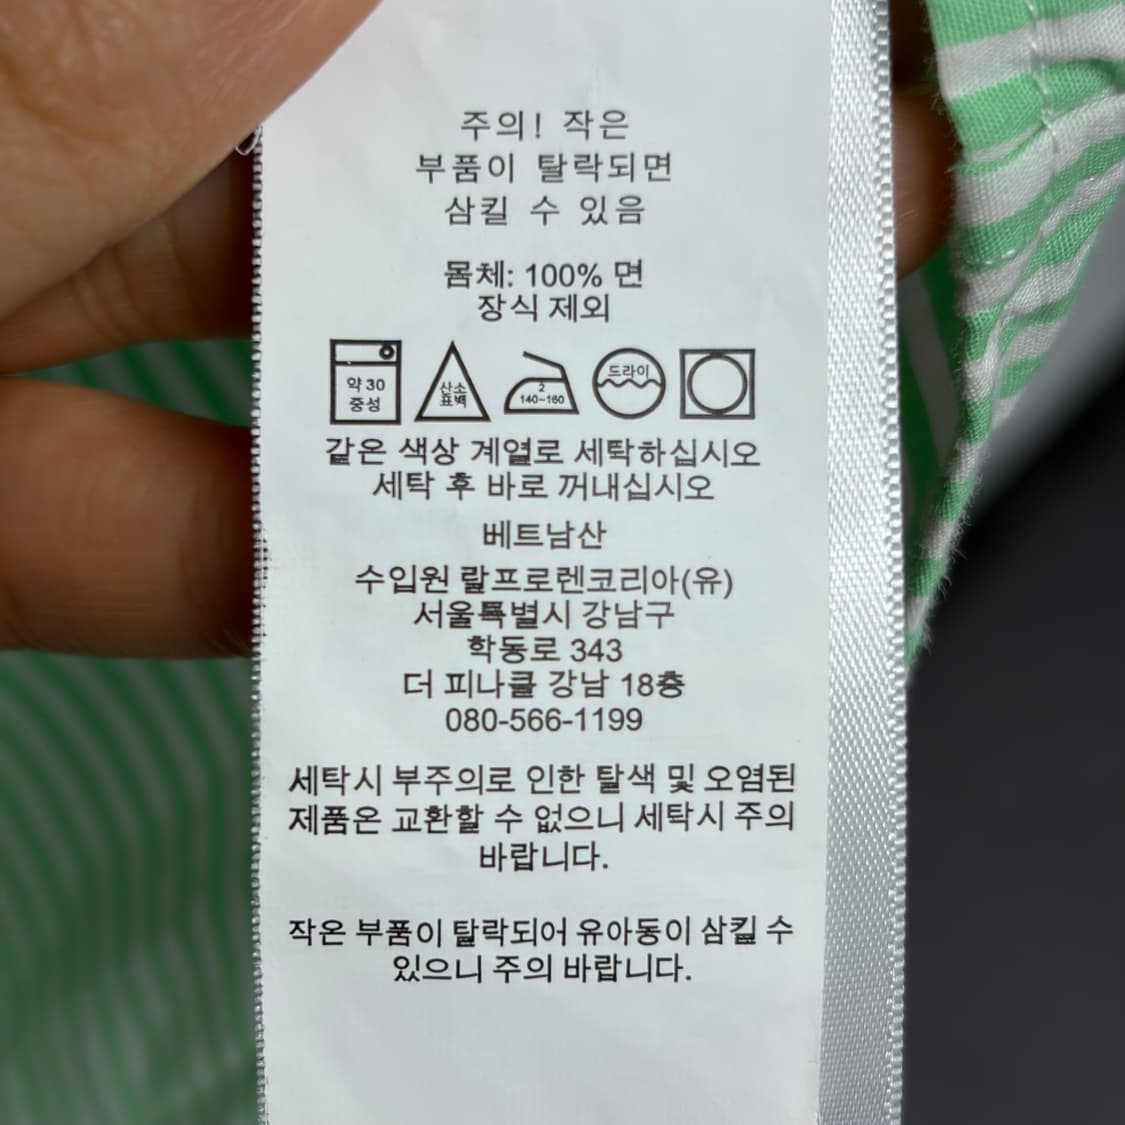 주의! 작은
부품이 탈락되면
삼킬 수 있음
몸체: 100% 면
장식 제외
약 30
중성
산소
표백
2
140~160
드라이
같은 색상 계열로 세탁하십시오
세탁 후 바로 꺼내십시오
베트남산
수입원 랄프로렌코리아(유)
서울특별시 강남구
학동로 343
더 피나클 강남 18층
080-566-1199
세탁시 부주의로 인한 탈색 및 오염된
제품은 교환할 수 없으니 세탁시 주의
바랍니다.
작은 부품이 탈락되어 유아동이 삼킬 수
있으니 주의 바랍니다.